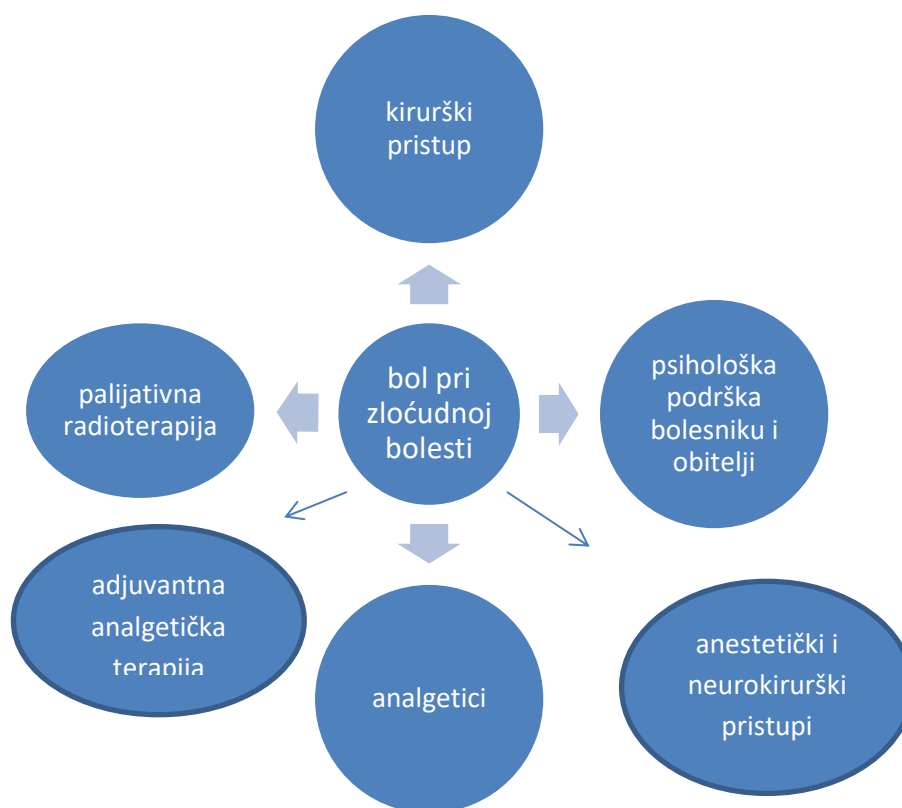 kirurški
pristup
palijativna
radioterapija
bol pri
zloćudnoj
bolesti
psihološka
podrška
bolesniku i
obitelji
adjuvantna
analgetička
terapija
analgetici
anestetički i
neurokirurški
pristupi